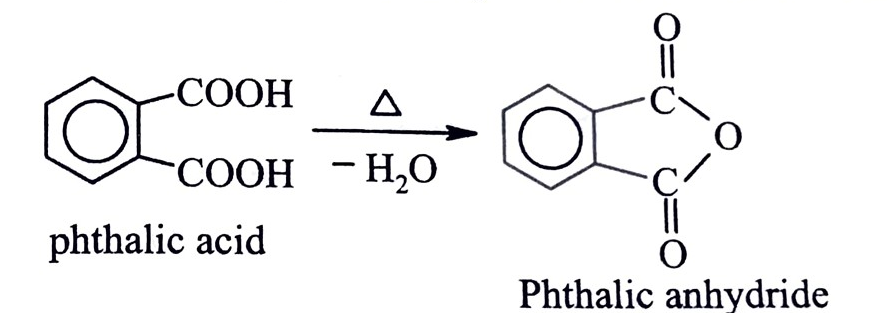 O
||
COOH
C
Δ
O
− H₂O
COOH
C
||
O
phthalic acid
Phthalic anhydride